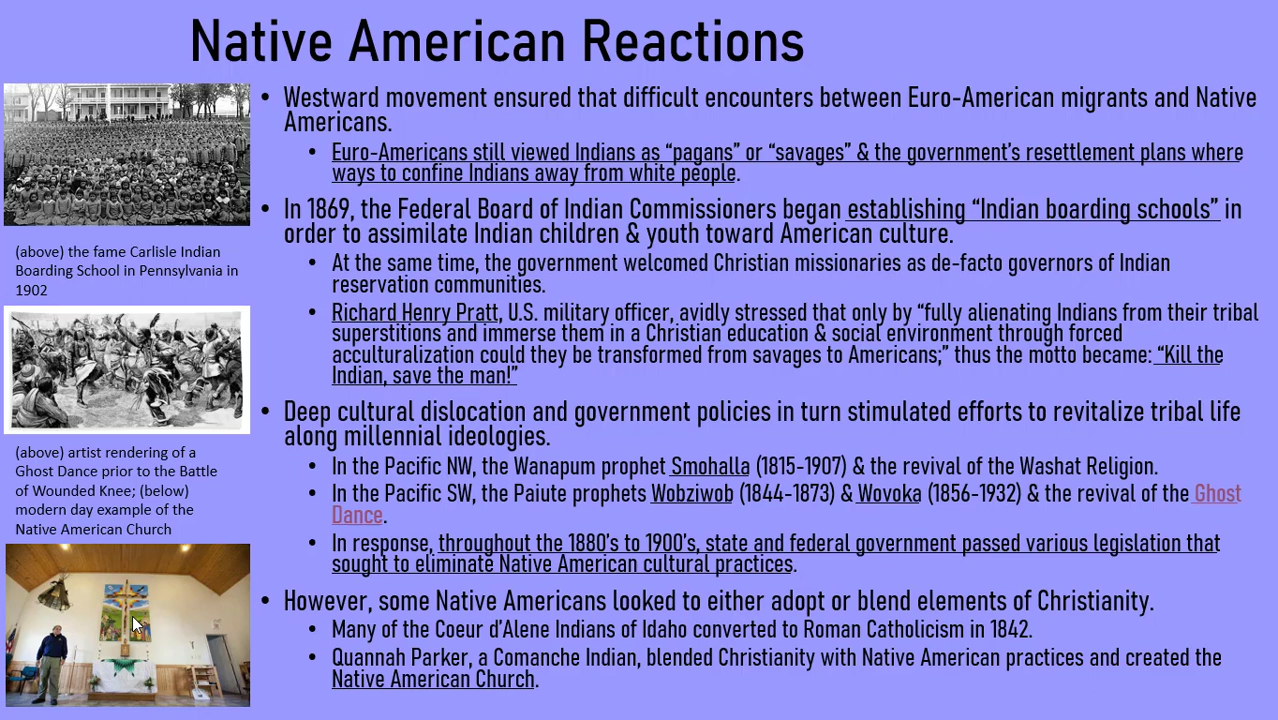 Native American Reactions
• Westward movement ensured that difficult encounters between Euro-American migrants and Native
Americans.
• Euro-Americans still viewed Indians as “pagans” or “savages” & the government’s resettlement plans where
ways to confine Indians away from white people.
• In 1869, the Federal Board of Indian Commissioners began establishing “Indian boarding schools” in
order to assimilate Indian children & youth toward American culture.
• At the same time, the government welcomed Christian missionaries as de-facto governors of Indian
reservation communities.
• Richard Henry Pratt, U.S. military officer, avidly stressed that only by “fully alienating Indians from their tribal
superstitions and immerse them in a Christian education & social environment through forced
acculturalization could they be transformed from savages to Americans;” thus the motto became: “Kill the
Indian, save the man!”
• Deep cultural dislocation and government policies in turn stimulated efforts to revitalize tribal life
along millennial ideologies.
• In the Pacific NW, the Wanapum prophet Smohalla (1815-1907) & the revival of the Washat Religion.
• In the Pacific SW, the Paiute prophets Wobziwob (1844-1873) & Wovoka (1856-1932) & the revival of the Ghost
Dance.
• In response, throughout the 1880’s to 1900’s, state and federal government passed various legislation that
sought to eliminate Native American cultural practices.
• However, some Native Americans looked to either adopt or blend elements of Christianity.
• Many of the Coeur d’Alene Indians of Idaho converted to Roman Catholicism in 1842.
• Quannah Parker, a Comanche Indian, blended Christianity with Native American practices and created the
Native American Church.
(above) the fame Carlisle Indian
Boarding School in Pennsylvania in
1902
(above) artist rendering of a
Ghost Dance prior to the Battle
of Wounded Knee; (below)
modern day example of the
Native American Church